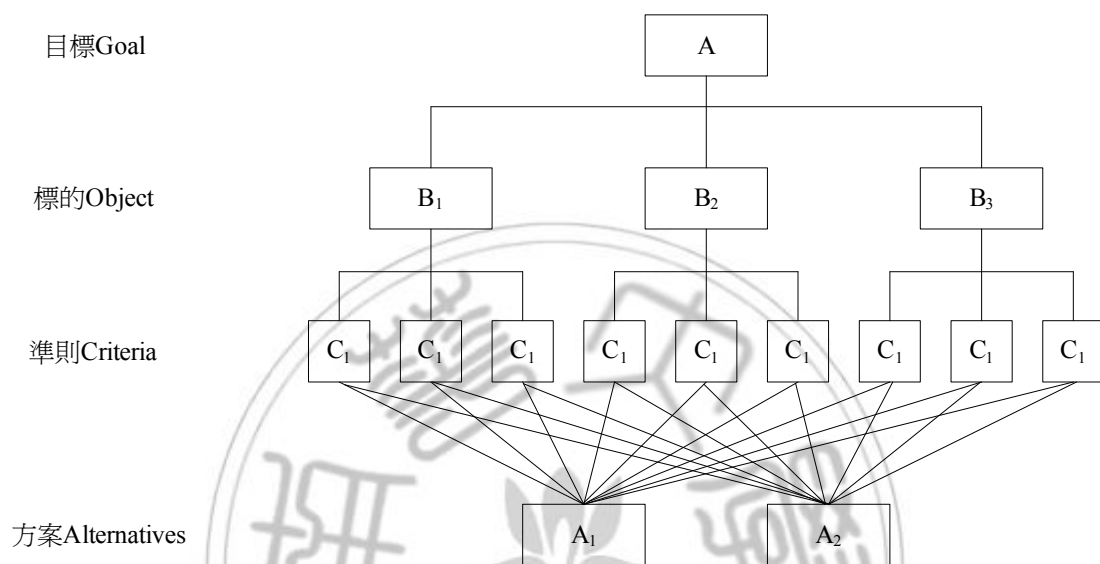 目標Goal
A
標的Object
B₁ B₂ B₃
準則Criteria
C₁ C₁ C₁ C₁ C₁ C₁ C₁ C₁ C₁
方案Alternatives
A₁ A₂